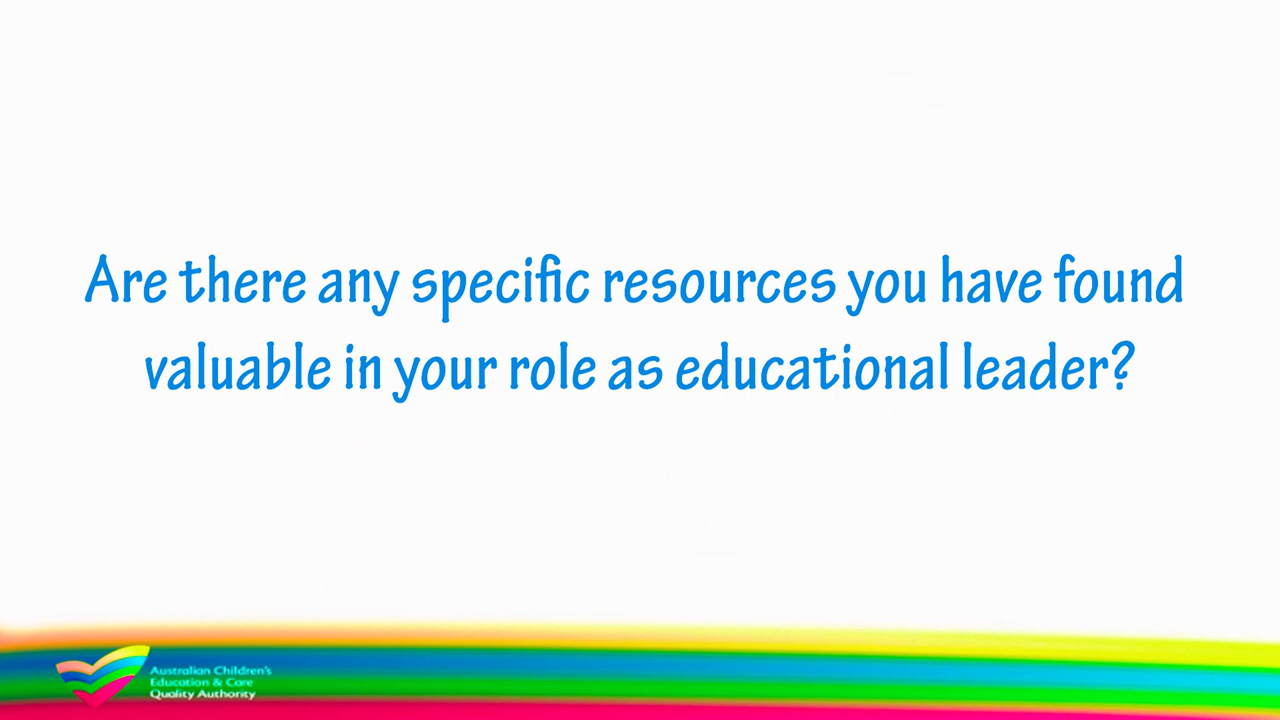 Are there any specific resources you have found
valuable in your role as educational leader?
Australian Children's
Education & Care
Quality Authority